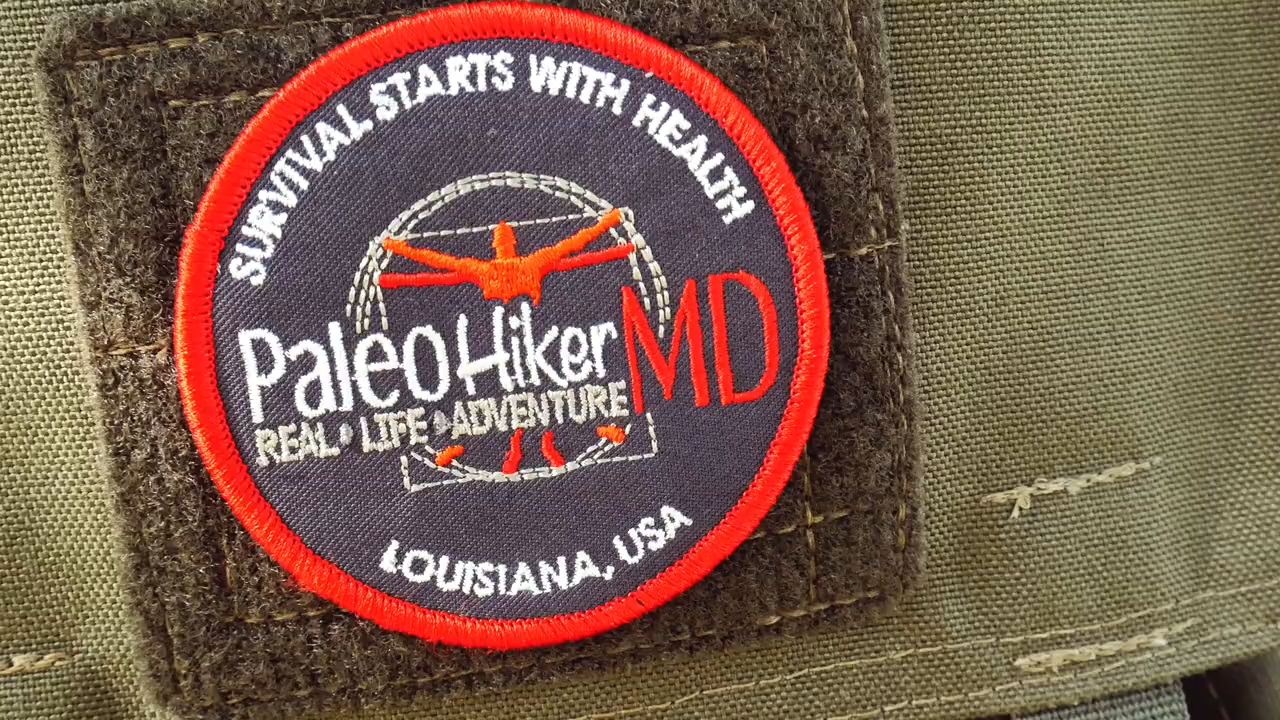 SURVIVAL STARTS WITH HEALTH
PaleoHikerMD
REAL LIFE ADVENTURE
LOUISIANA, USA